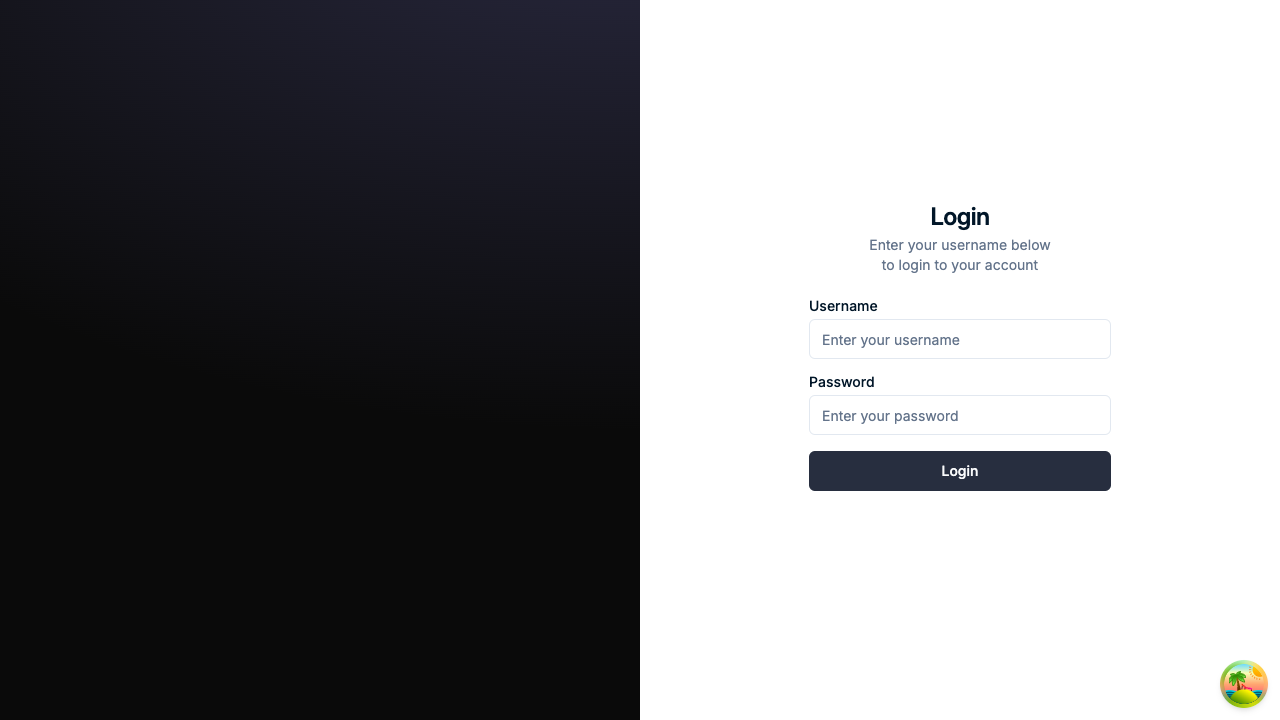 Login
Enter your username below
to login to your account
Username
Enter your username
Password
Enter your password
Login